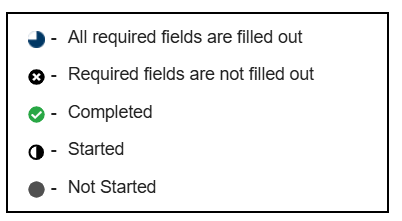 - All required fields are filled out
- Required fields are not filled out
- Completed
- Started
- Not Started